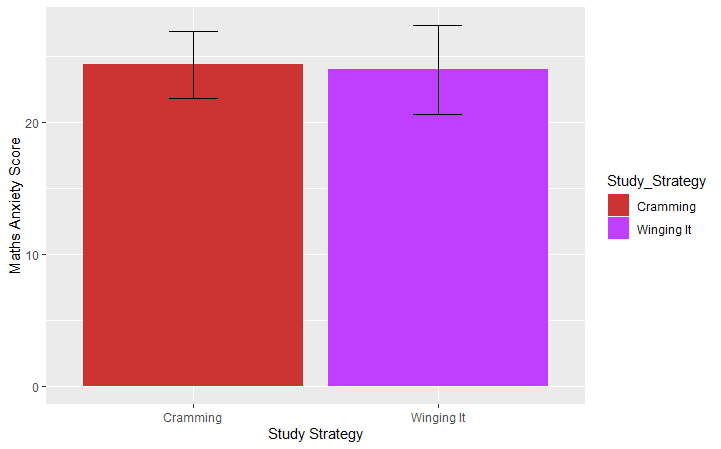 Maths Anxiety Score
20
10
0
Cramming
Winging It
Study Strategy
Study_Strategy
Cramming
Winging It